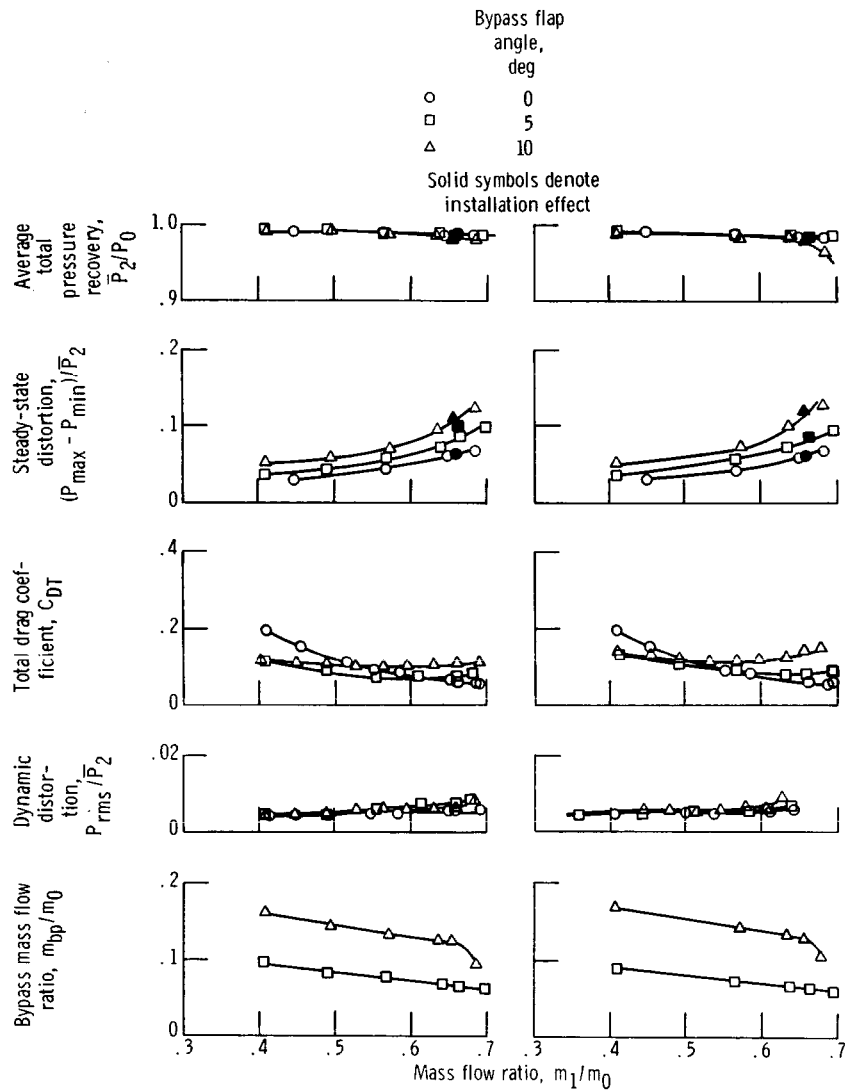 Bypass flap
angle,
deg
0
5
10
Solid symbols denote
installation effect
Average
total
pressure
recovery,
P̅2/P0
1.0
.9
Steady-state
distortion,
(Pmax - Pmin)/P̅2
.2
.1
0
Total drag coef-
ficient, CDT
.4
.2
0
Dynamic
distor-
tion,
Prms/P̅2
.02
0
Bypass mass flow
ratio, mbp/m0
.2
.1
0
.3 .4 .5 .6 .7 .3 .4 .5 .6 .7 .8
Mass flow ratio, m1/m0